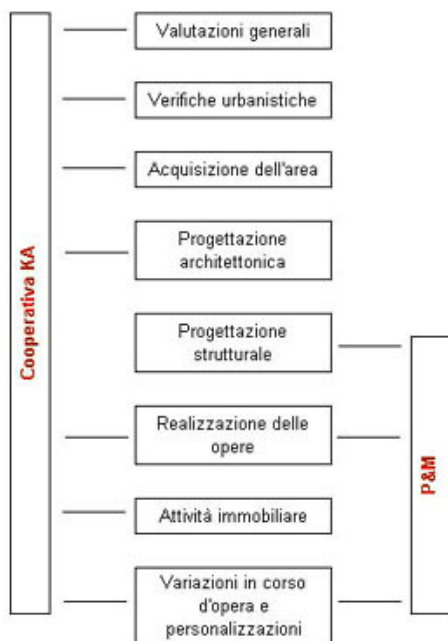 Cooperativa KA
Valutazioni generali
Verifiche urbanistiche
Acquisizione dell'area
Progettazione
architettonica
Progettazione
strutturale
Realizzazione delle
opere
Attività immobiliare
Variazioni in corso
d'opera e
personalizzazioni
P&M